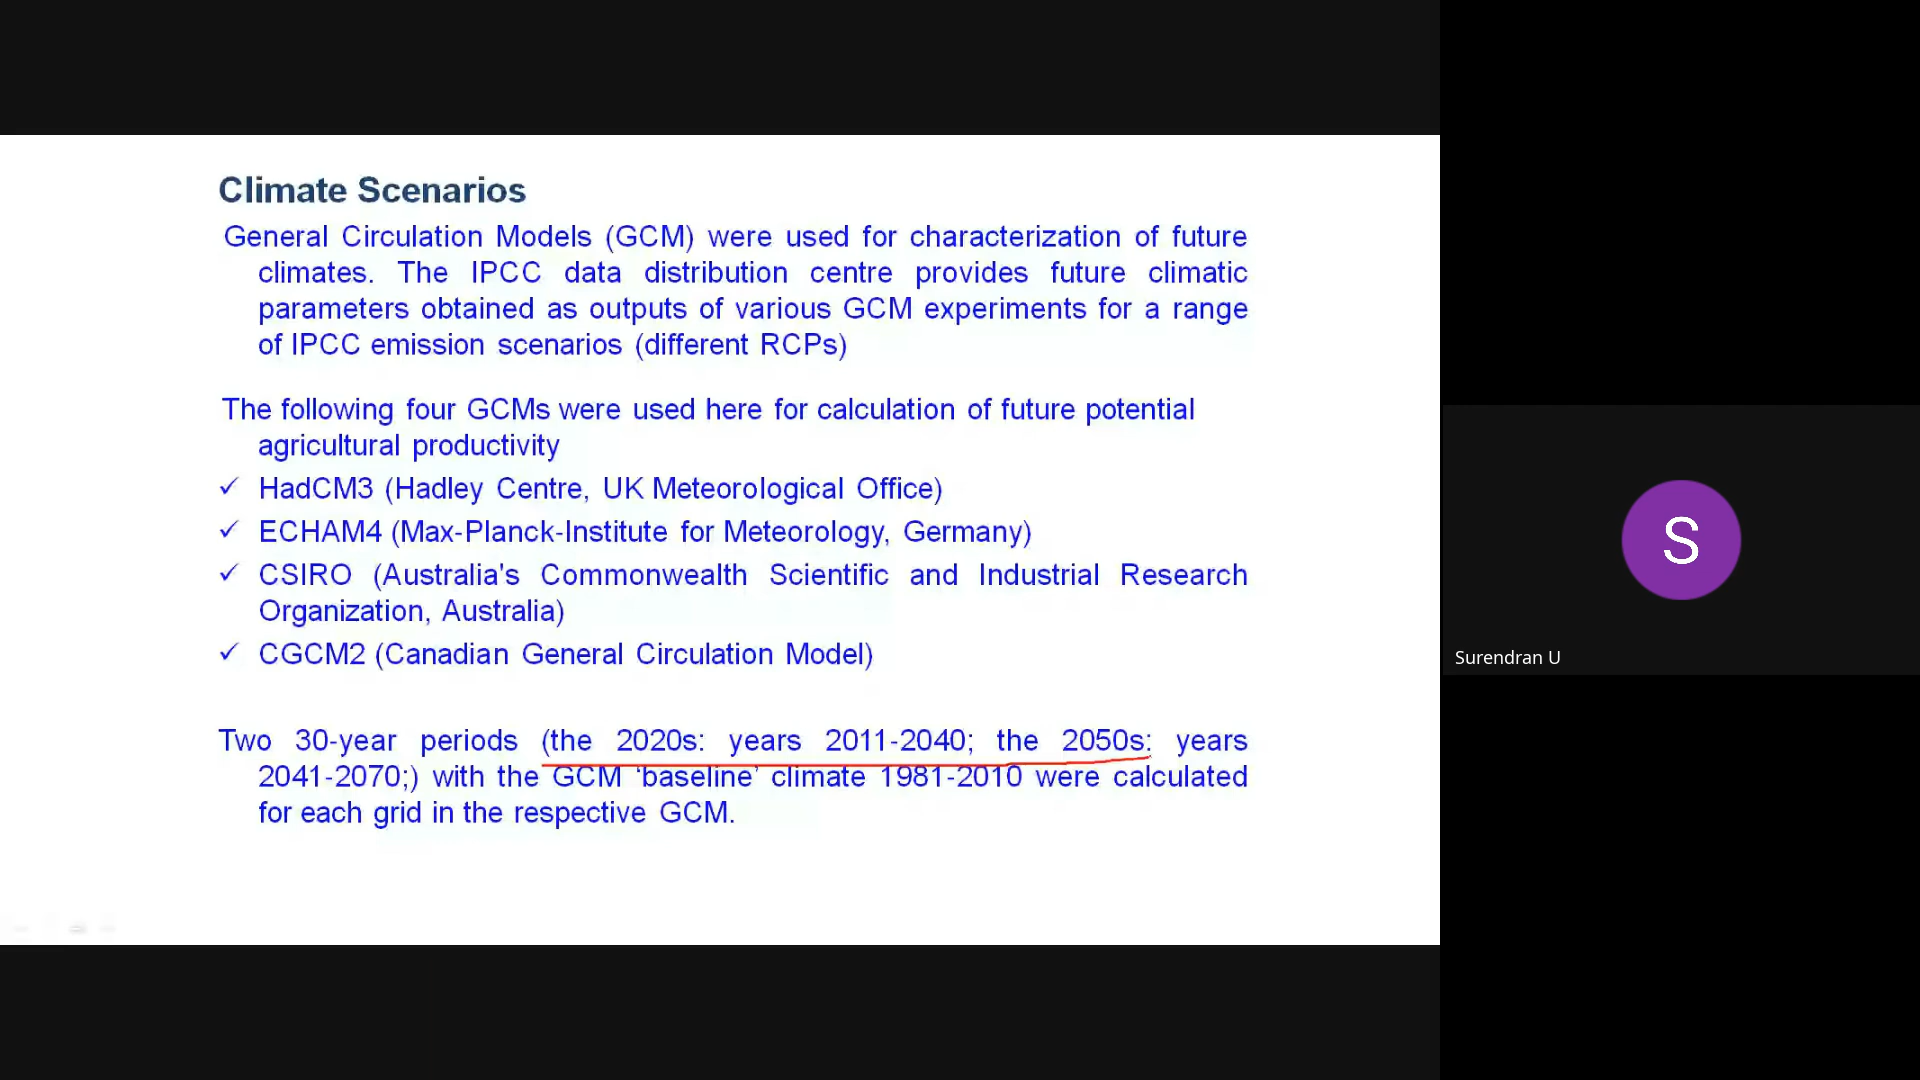 Climate Scenarios
General Circulation Models (GCM) were used for characterization of future
climates. The IPCC data distribution centre provides future climatic
parameters obtained as outputs of various GCM experiments for a range
of IPCC emission scenarios (different RCPs)
The following four GCMs were used here for calculation of future potential
agricultural productivity
✓ HadCM3 (Hadley Centre, UK Meteorological Office)
✓ ECHAM4 (Max-Planck-Institute for Meteorology, Germany)
✓ CSIRO (Australia's Commonwealth Scientific and Industrial Research
Organization, Australia)
✓ CGCM2 (Canadian General Circulation Model)
Two 30-year periods (the 2020s: years 2011-2040; the 2050s: years
2041-2070;) with the GCM ‘baseline’ climate 1981-2010 were calculated
for each grid in the respective GCM.
S
Surendran U